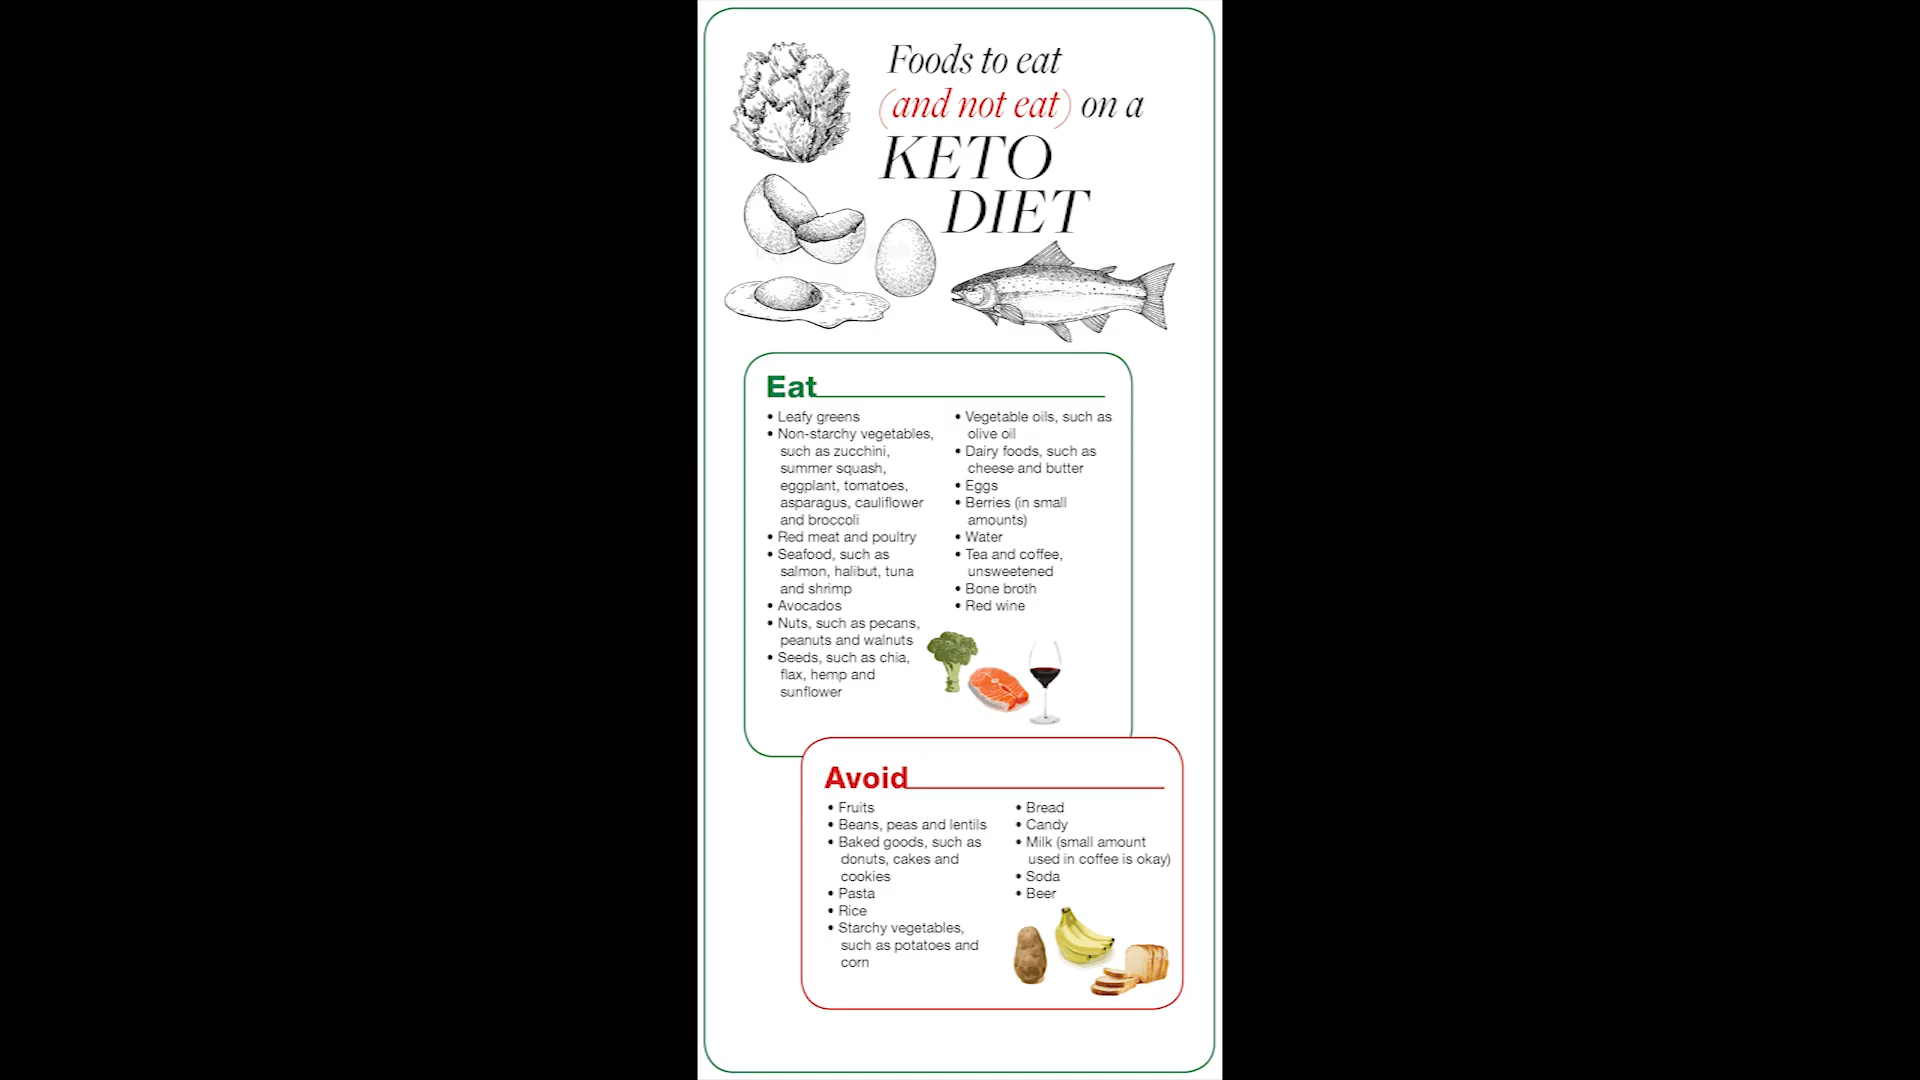 Foods to eat
(and not eat) on a
KETO
DIET
Eat
• Leafy greens
• Non-starchy vegetables,
such as zucchini,
summer squash,
eggplant, tomatoes,
asparagus, cauliflower
and broccoli
• Red meat and poultry
• Seafood, such as
salmon, halibut, tuna
and shrimp
• Avocados
• Nuts, such as pecans,
peanuts and walnuts
• Seeds, such as chia,
flax, hemp and
sunflower
• Vegetable oils, such as
olive oil
• Dairy foods, such as
cheese and butter
• Eggs
• Berries (in small
amounts)
• Water
• Tea and coffee,
unsweetened
• Bone broth
• Red wine
Avoid
• Fruits
• Beans, peas and lentils
• Baked goods, such as
donuts, cakes and
cookies
• Pasta
• Rice
• Starchy vegetables,
such as potatoes and
corn
• Bread
• Candy
• Milk (small amount
used in coffee is okay)
• Soda
• Beer